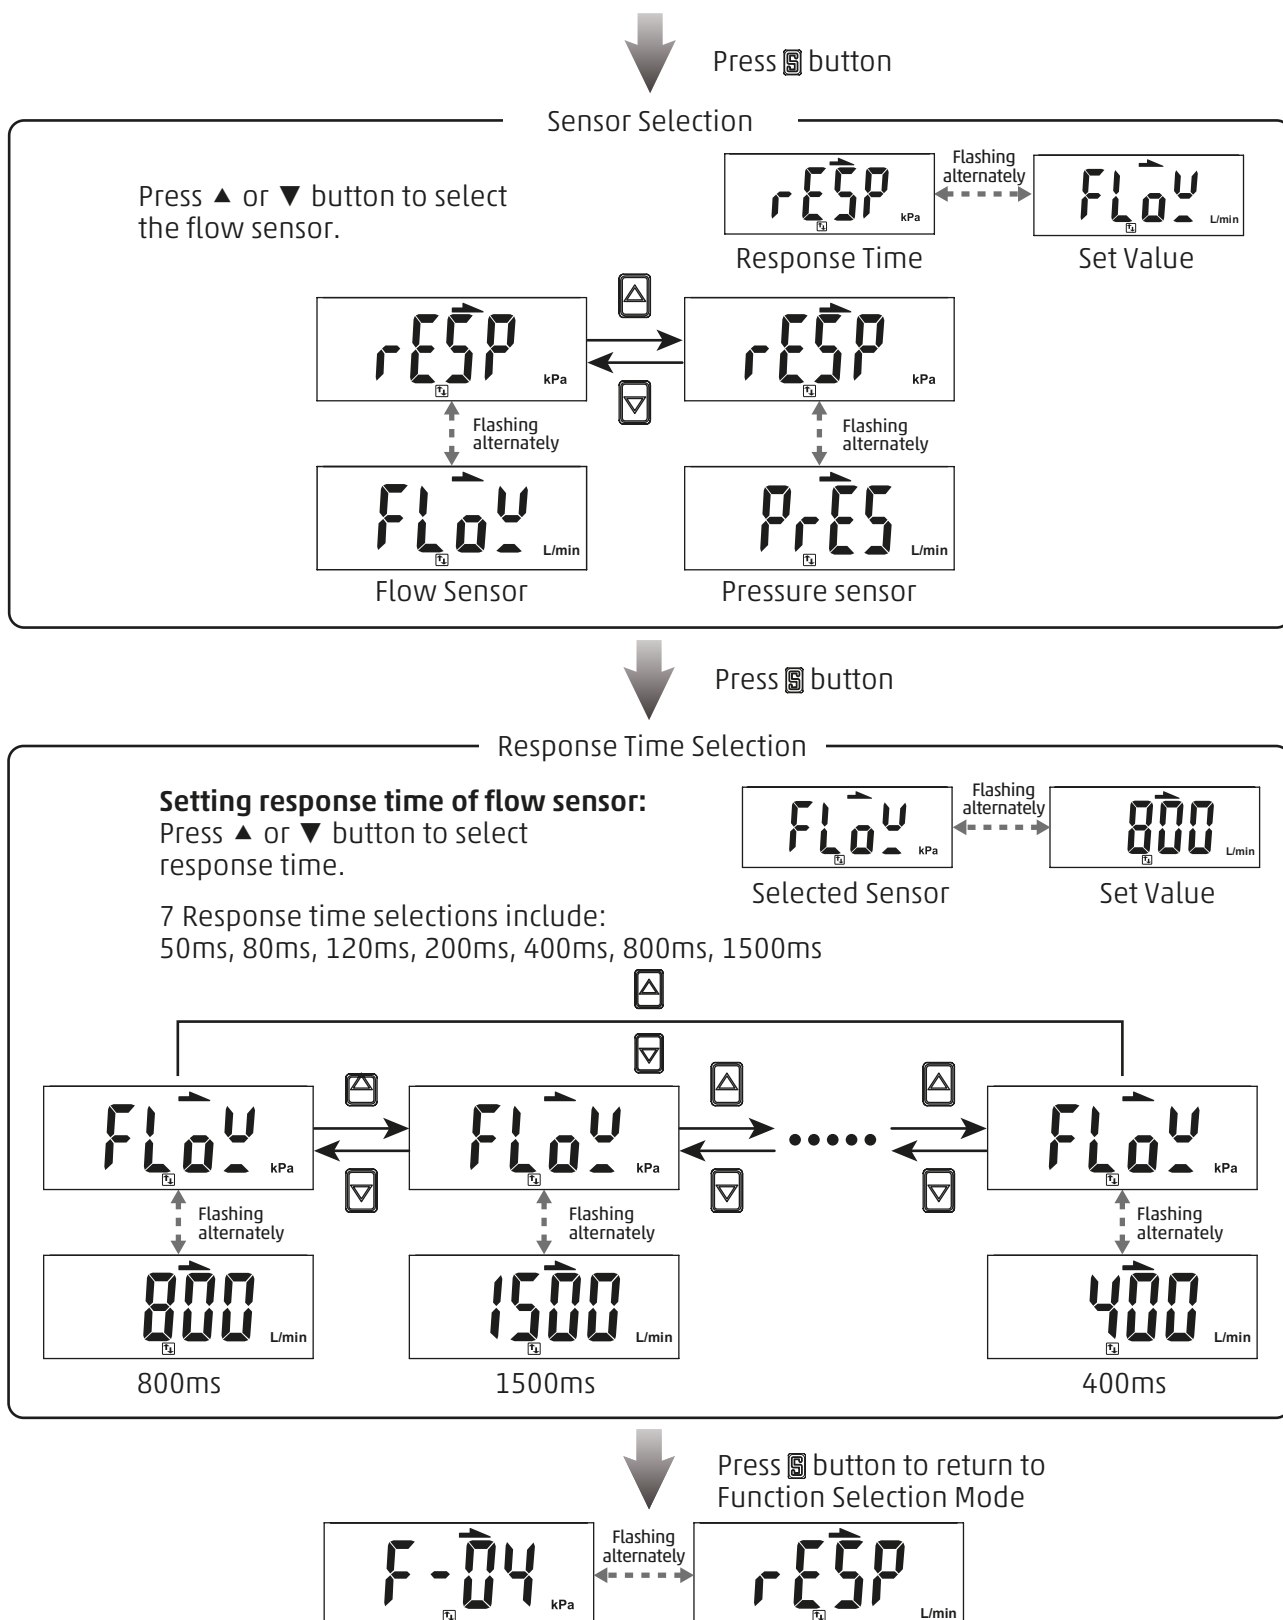 Press S button
Sensor Selection
Press ▲ or ▼ button to select
the flow sensor.
rESP
kPa
Flashing
alternately
FLoW
L/min
Response Time
Set Value
rESP
kPa
rESP
kPa
Flashing
alternately
Flashing
alternately
FLoW
L/min
PrES
L/min
Flow Sensor
Pressure sensor
Press S button
Response Time Selection
Setting response time of flow sensor:
Press ▲ or ▼ button to select
response time.
FLoW
kPa
Flashing
alternately
800
L/min
Selected Sensor
Set Value
7 Response time selections include:
50ms, 80ms, 120ms, 200ms, 400ms, 800ms, 1500ms
FLoW
kPa
FLoW
kPa
•••••
FLoW
kPa
Flashing
alternately
Flashing
alternately
Flashing
alternately
800
L/min
1500
L/min
400
L/min
800ms
1500ms
400ms
Press S button to return to
Function Selection Mode
F-04
kPa
Flashing
alternately
rESP
L/min